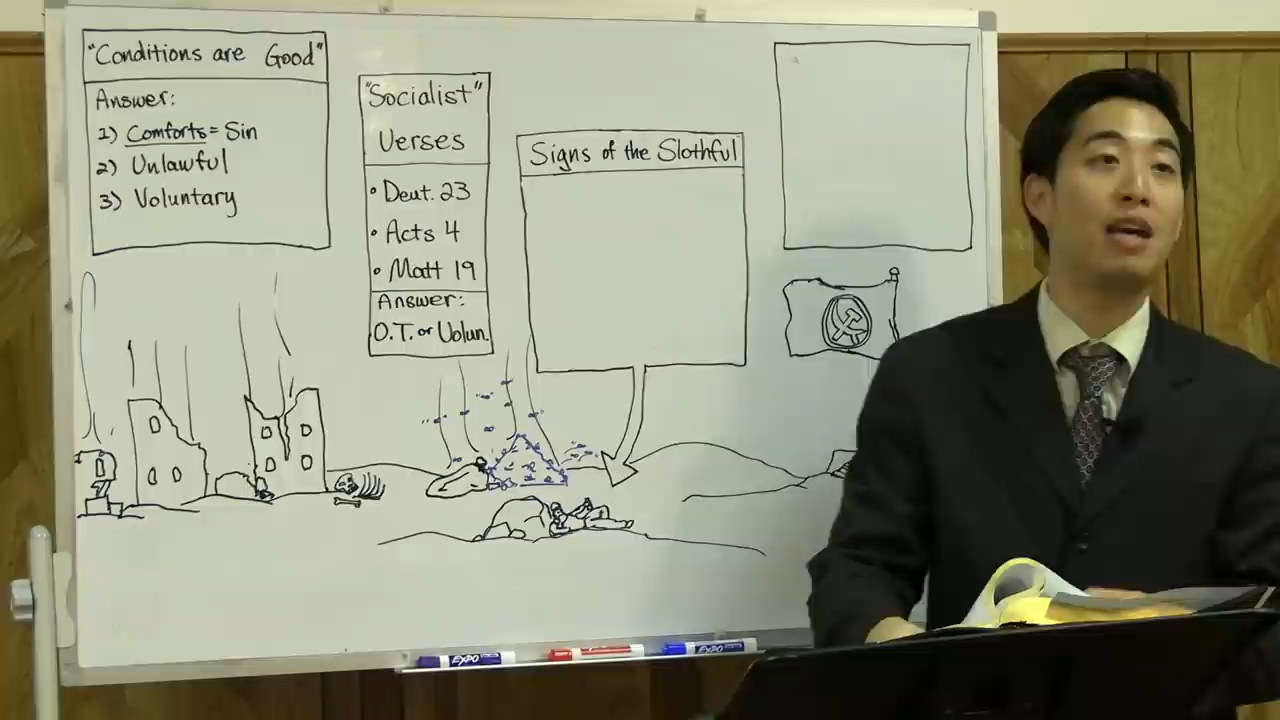 "Conditions are Good"
Answer:
1) Comforts = Sin
2) Unlawful
3) Voluntary
"Socialist"
Verses
• Deut. 23
• Acts 4
• Matt 19
Answer:
O.T. or Volun.
Signs of the Slothful
EXPO
EXPO
EXPO